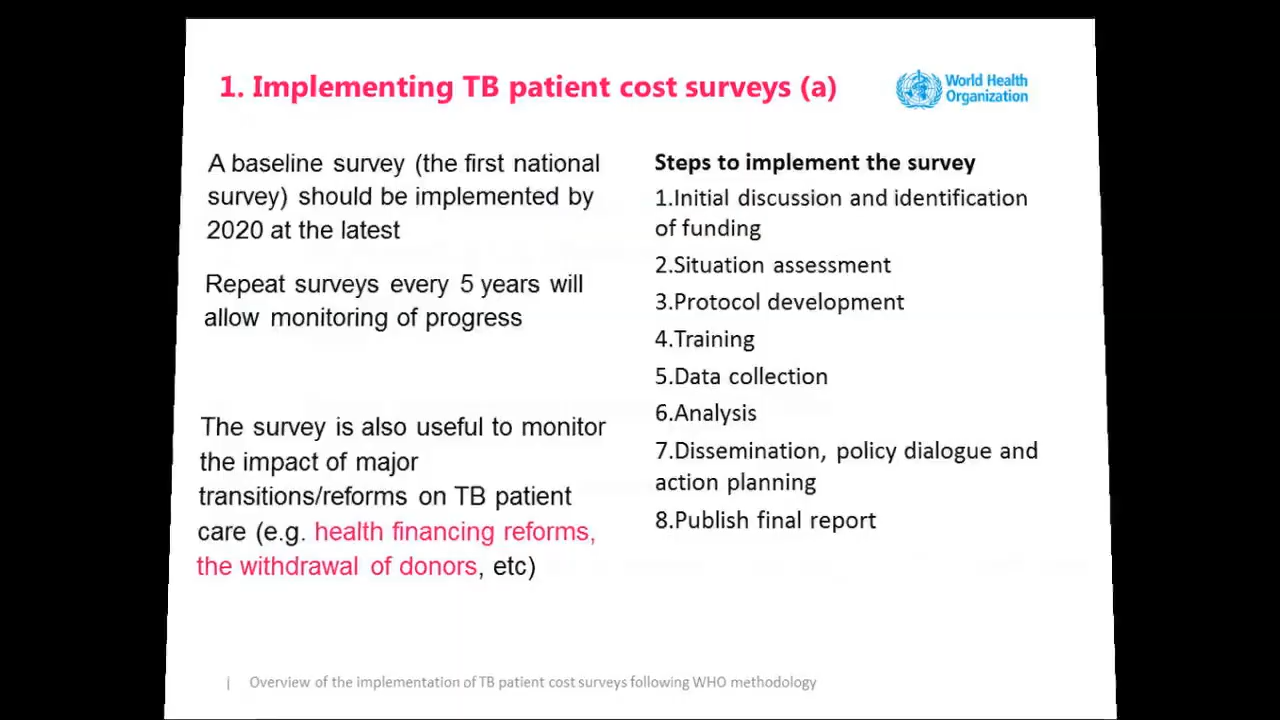 1. Implementing TB patient cost surveys (a)
World Health
Organization
A baseline survey (the first national
survey) should be implemented by
2020 at the latest
Repeat surveys every 5 years will
allow monitoring of progress
The survey is also useful to monitor
the impact of major
transitions/reforms on TB patient
care (e.g. health financing reforms,
the withdrawal of donors, etc)
Steps to implement the survey
1.Initial discussion and identification
of funding
2.Situation assessment
3.Protocol development
4.Training
5.Data collection
6.Analysis
7.Dissemination, policy dialogue and
action planning
8.Publish final report
| Overview of the implementation of TB patient cost surveys following WHO methodology